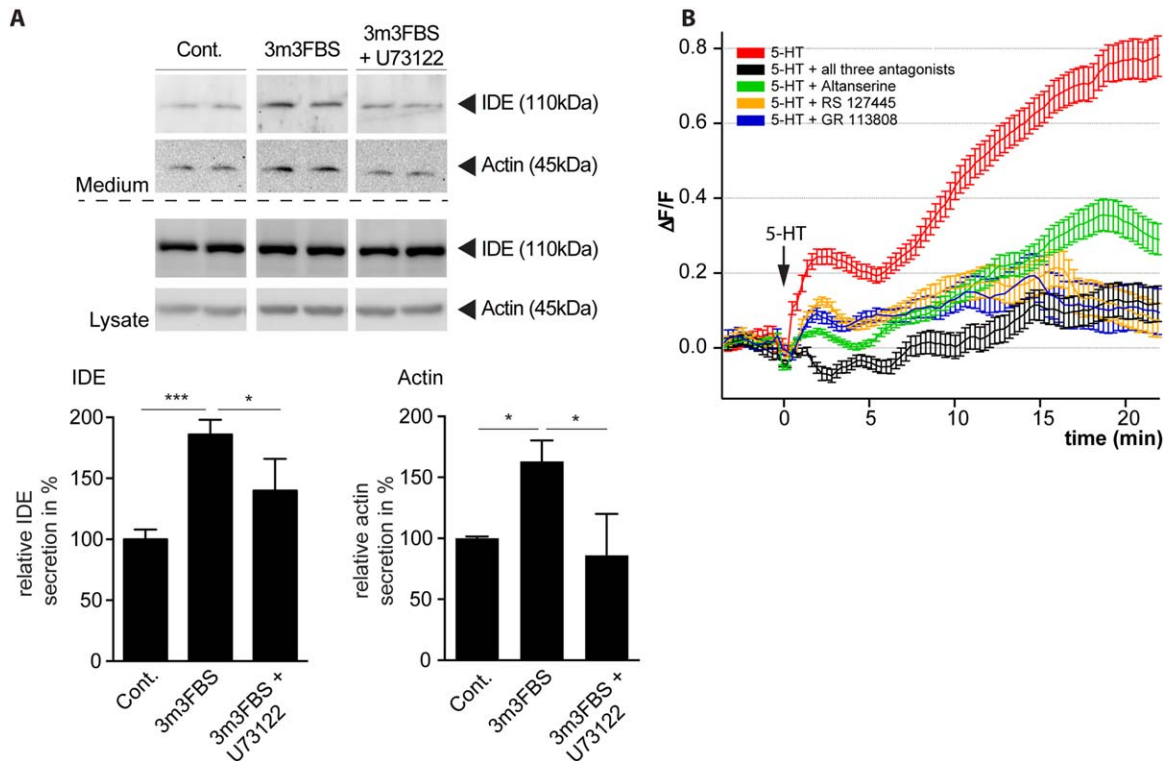 A
Cont.
3m3FBS
3m3FBS
+ U73122
IDE (110kDa)
Actin (45kDa)
Medium
IDE (110kDa)
Actin (45kDa)
Lysate
IDE
***
*
200
150
100
50
0
relative IDE
secretion in %
Cont.
3m3FBS
3m3FBS +
U73122
Actin
*
*
200
150
100
50
0
relative actin
secretion in %
Cont.
3m3FBS
3m3FBS +
U73122
B
5-HT
5-HT + all three antagonists
5-HT + Altanserine
5-HT + RS 127445
5-HT + GR 113808
0.8
0.6
0.4
0.2
0.0
ΔF/F
5-HT
0
5
10
15
20
time (min)